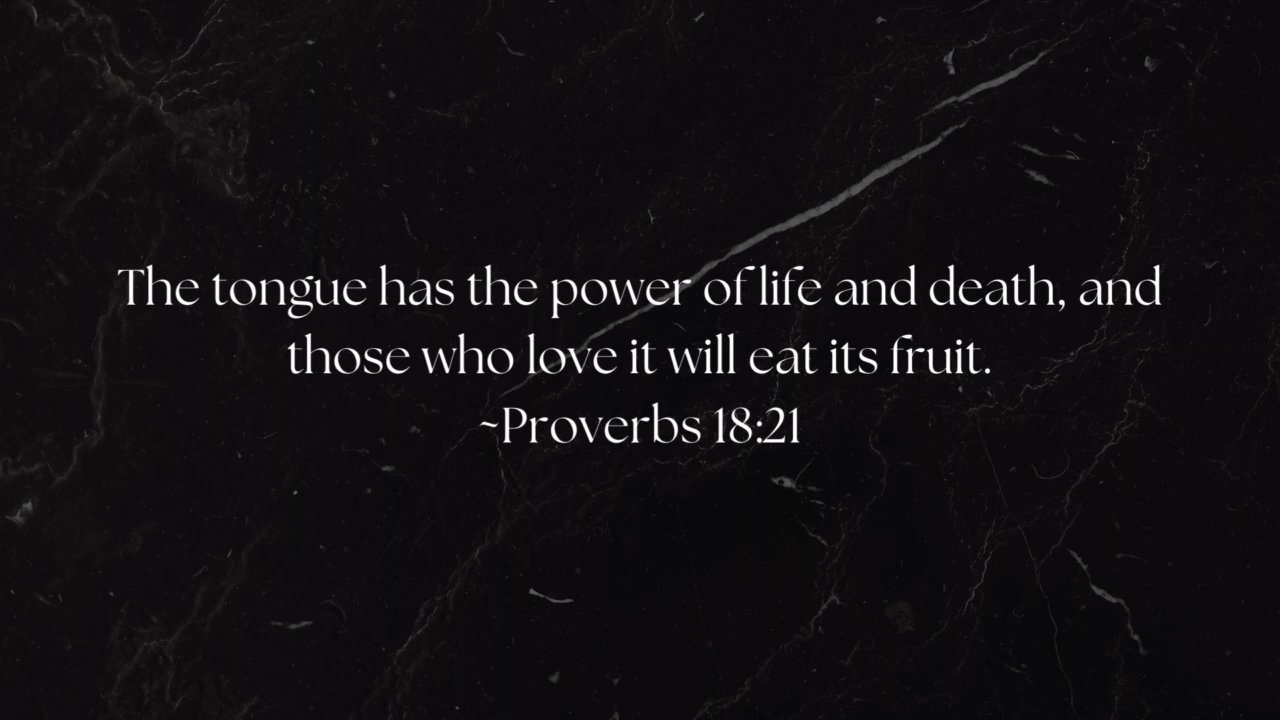 The tongue has the power of life and death, and
those who love it will eat its fruit.
~Proverbs 18:21